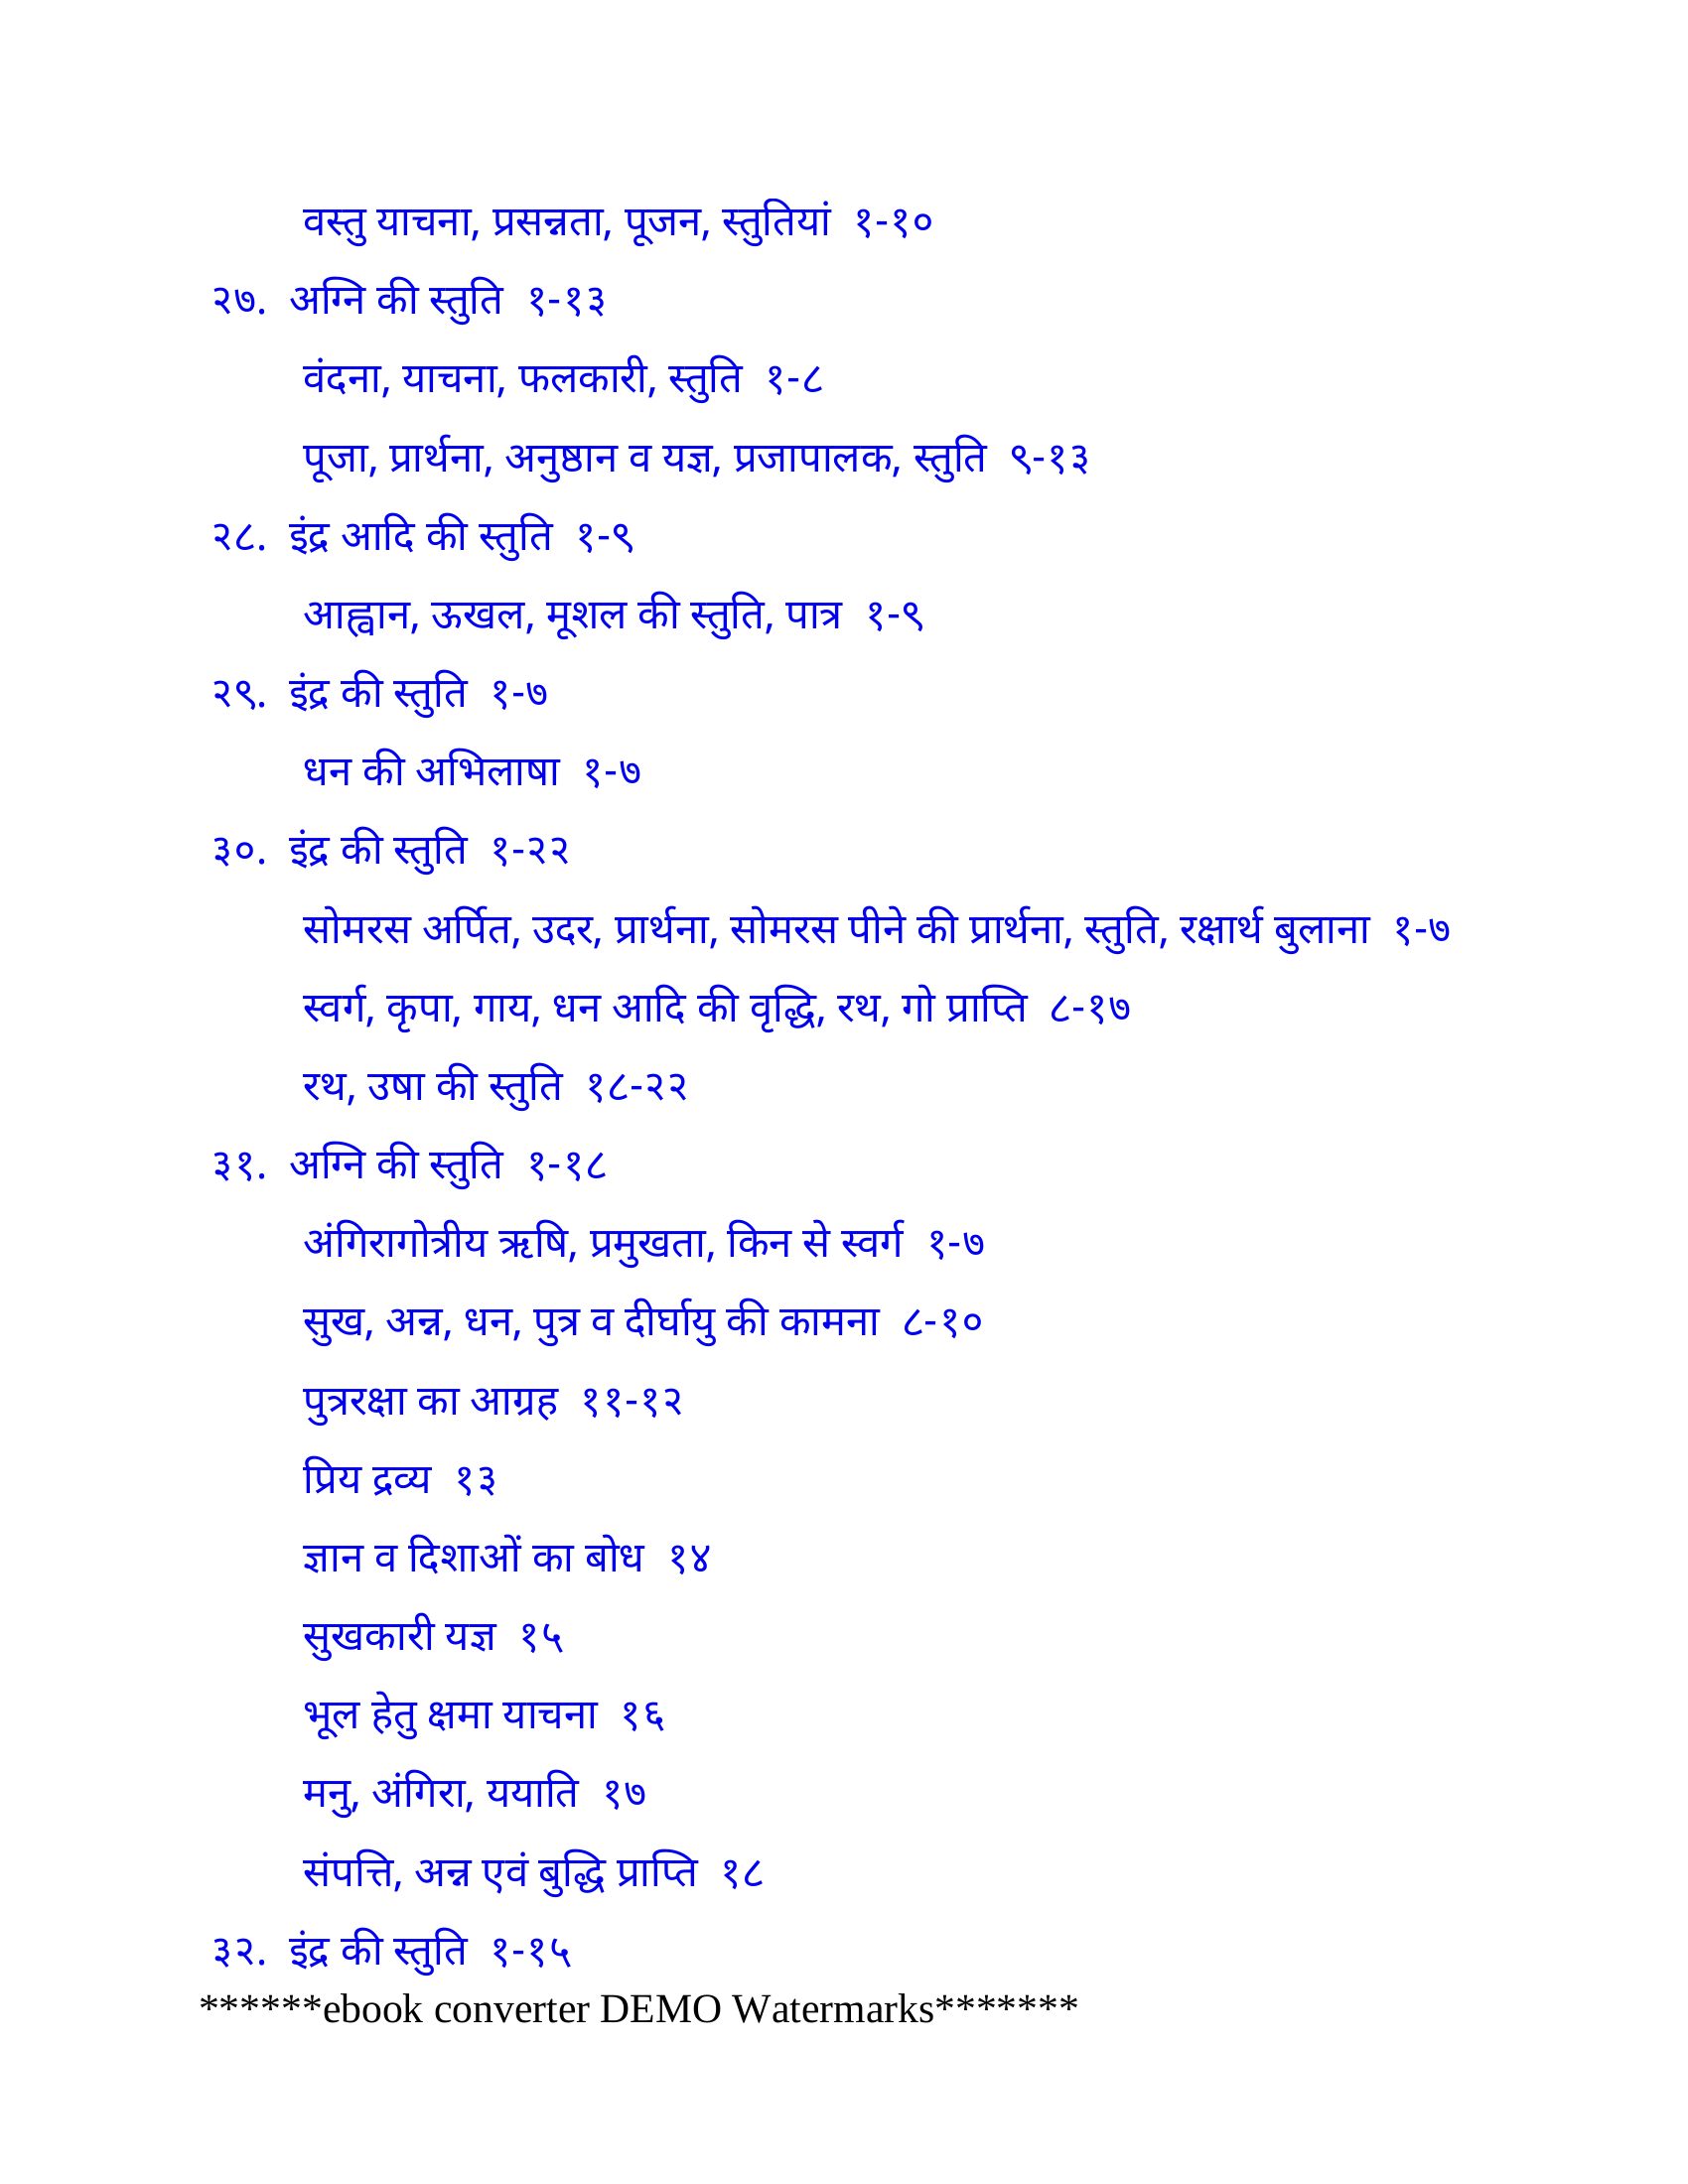 वस्तु याचना, प्रसन्नता, पूजन, स्तुतियां १-१०
२७. अग्नि की स्तुति १-१३
वंदना, याचना, फलकारी, स्तुति १-८
पूजा, प्रार्थना, अनुष्ठान व यज्ञ, प्रजापालक, स्तुति ९-१३
२८. इंद्र आदि की स्तुति १-९
आह्वान, ऊखल, मूशल की स्तुति, पात्र १-९
२९. इंद्र की स्तुति १-७
धन की अभिलाषा १-७
३०. इंद्र की स्तुति १-२२
सोमरस अर्पित, उदर, प्रार्थना, सोमरस पीने की प्रार्थना, स्तुति, रक्षार्थ बुलाना १-७
स्वर्ग, कृपा, गाय, धन आदि की वृद्धि, रथ, गो प्राप्ति ८-१७
रथ, उषा की स्तुति १८-२२
३१. अग्नि की स्तुति १-१८
अंगिरागोत्रीय ऋषि, प्रमुखता, किन से स्वर्ग १-७
सुख, अन्न, धन, पुत्र व दीर्घायु की कामना ८-१०
पुत्ररक्षा का आग्रह ११-१२
प्रिय द्रव्य १३
ज्ञान व दिशाओं का बोध १४
सुखकारी यज्ञ १५
भूल हेतु क्षमा याचना १६
मनु, अंगिरा, ययाति १७
संपत्ति, अन्न एवं बुद्धि प्राप्ति १८
३२. इंद्र की स्तुति १-१५
******ebook converter DEMO Watermarks*******